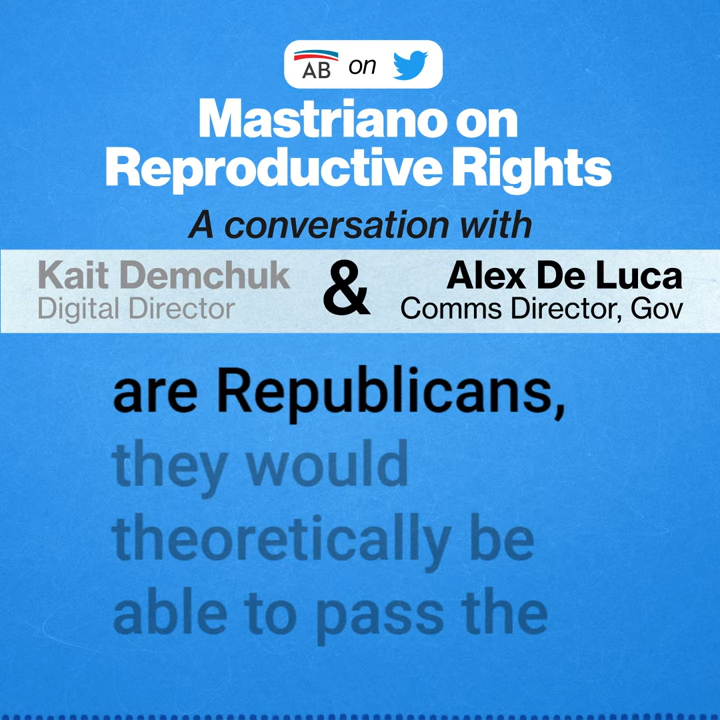 AB on
Mastriano on
Reproductive Rights
A conversation with
Kait Demchuk & Alex De Luca
Digital Director Comms Director, Gov
are Republicans,
they would
theoretically be
able to pass the